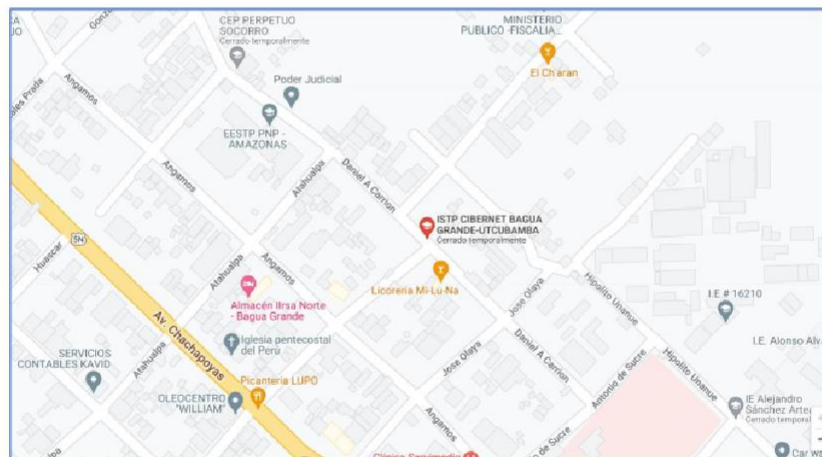 CEP PERPETUO
SOCORRO
Cerrado temporalmente
MINISTERIO
PUBLICO -FISCALIA...
El Charan
Poder Judicial
EESTP PNP -
AMAZONAS
Angamos
Angamos
Atahualpa
Daniel A Carrion
ISTP CIBERNET BAGUA
GRANDE-UTCUBAMBA
Cerrado temporalmente
5N
Huascar
Atahualpa
Angamos
Licoreria Mi-Lu-Na
Hipolito Unanue
Almacén Ilrsa Norte
- Bagua Grande
Jose Olaya
I.E # 16210
Av. Chachapoyas
Iglesia pentecostal
del Perú
Daniel A Carrion
I.E. Alonso Alva
SERVICIOS
CONTABLES KAVID
Atahualpa
Jose Olaya
Antonio de Sucre
Hipolito Unanue
Picantería LUPO
OLEOCENTRO
"WILLIAM"
Angamos
IE Alejandro
Sánchez Artea
Cerrado temporal
de Sucre
Car wa